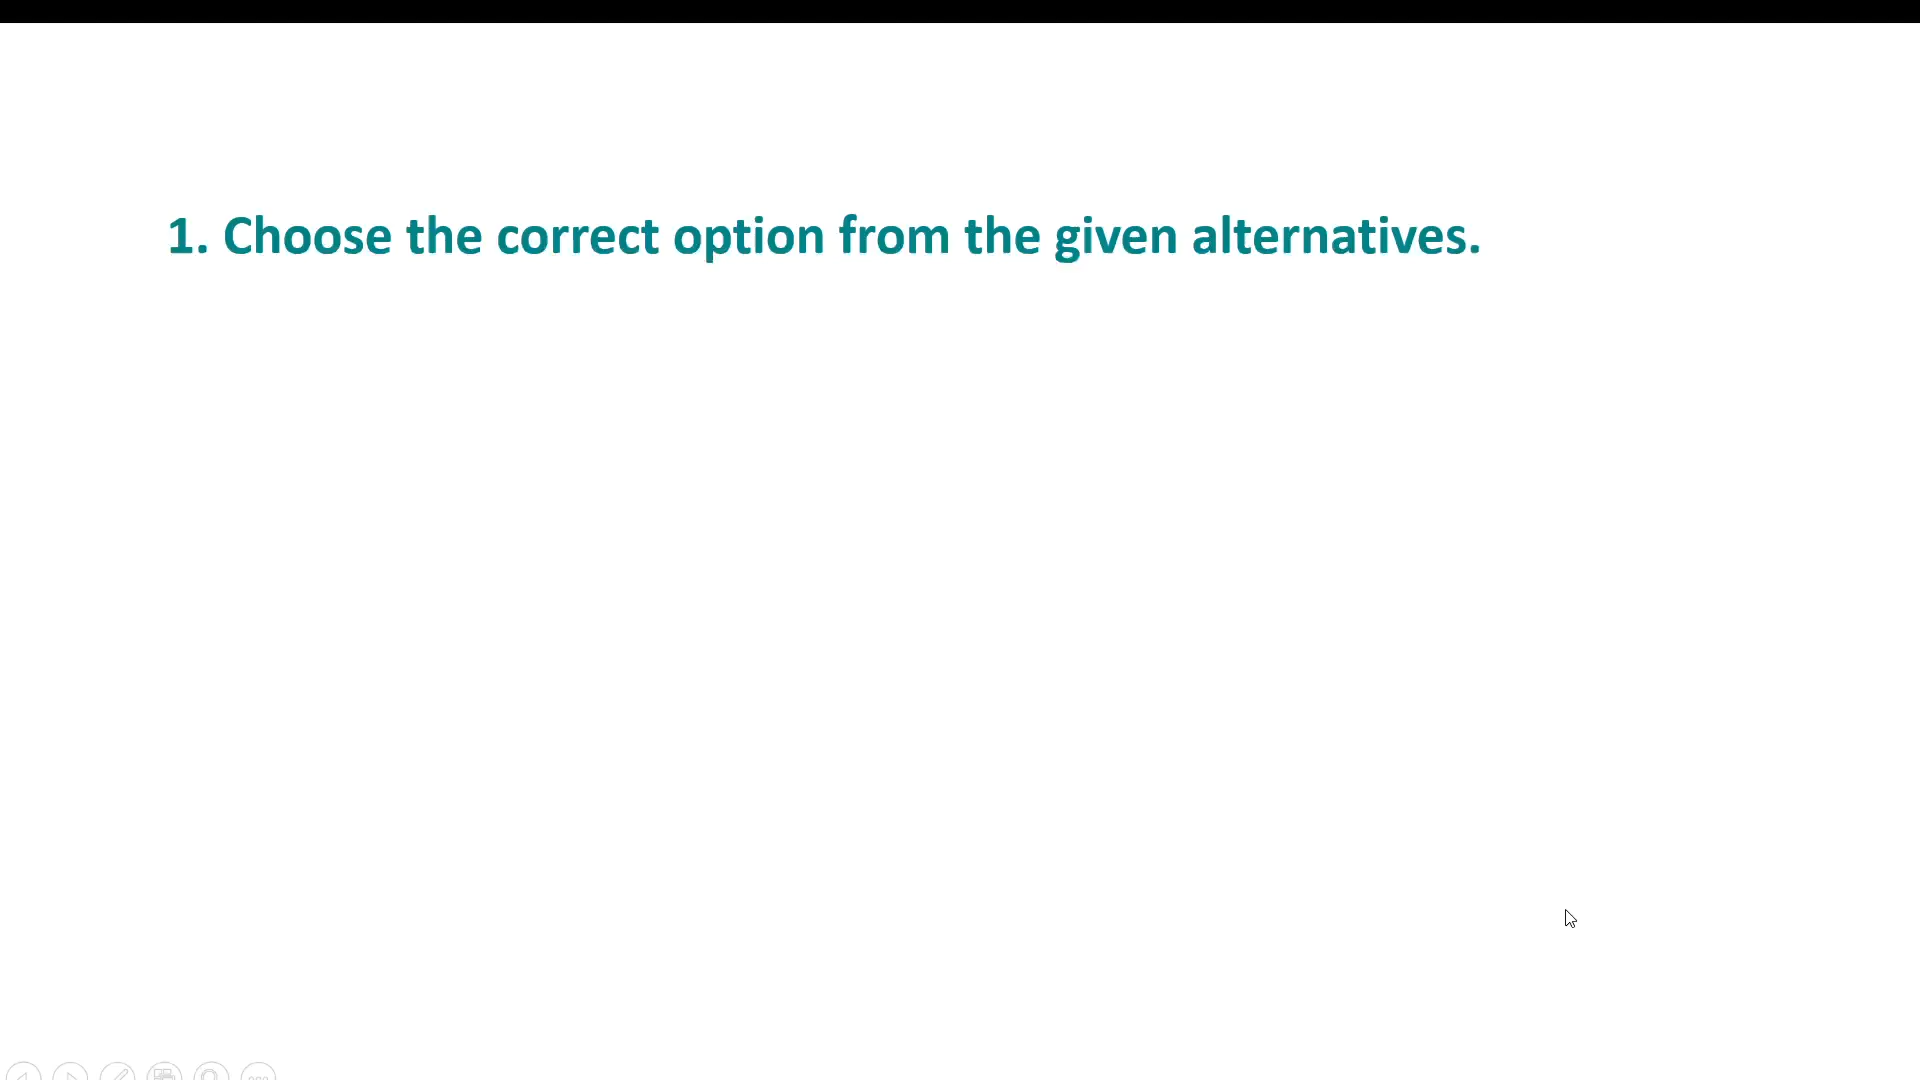 1. Choose the correct option from the given alternatives.